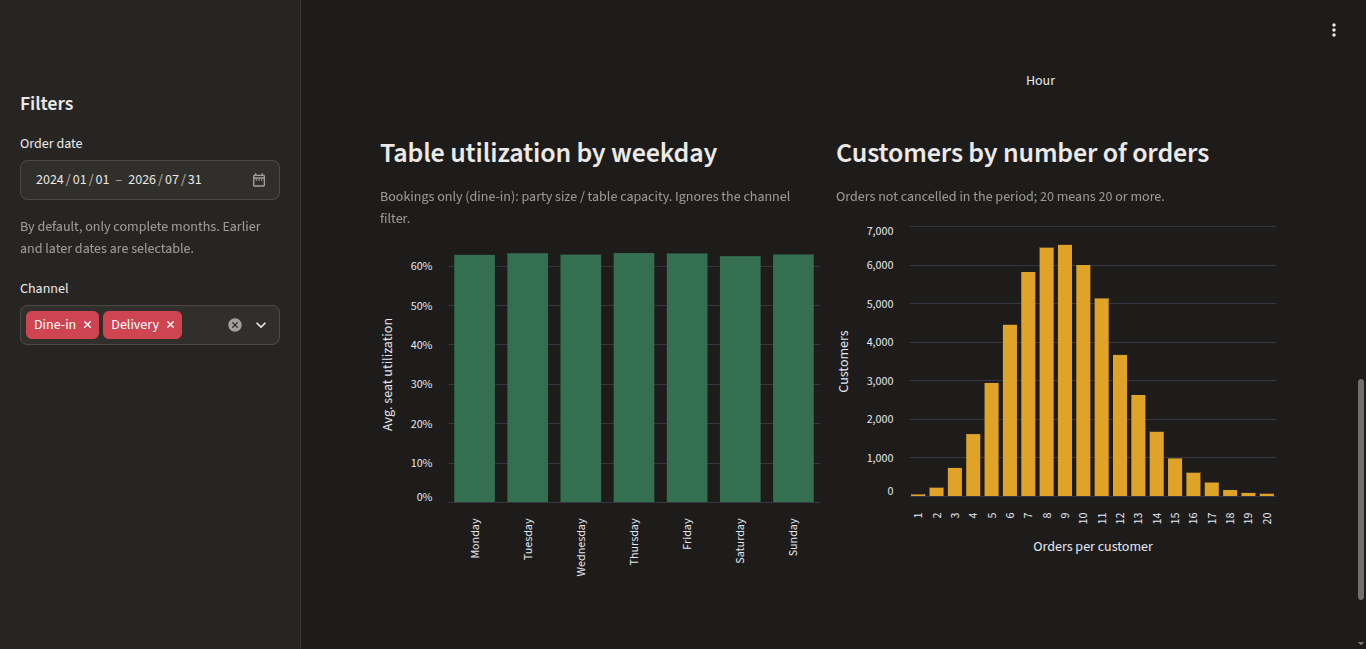 Filters
Order date
2024/01/01 – 2026/07/31
By default, only complete months. Earlier
and later dates are selectable.
Channel
Dine-in
Delivery
Hour
Table utilization by weekday
Bookings only (dine-in): party size / table capacity. Ignores the channel
filter.
Avg. seat utilization
60%
50%
40%
30%
20%
10%
0%
Monday
Tuesday
Wednesday
Thursday
Friday
Saturday
Sunday
Customers by number of orders
Orders not cancelled in the period; 20 means 20 or more.
Customers
7,000
6,000
5,000
4,000
3,000
2,000
1,000
0
1
2
3
4
5
6
7
8
9
10
11
12
13
14
15
16
17
18
19
20
Orders per customer